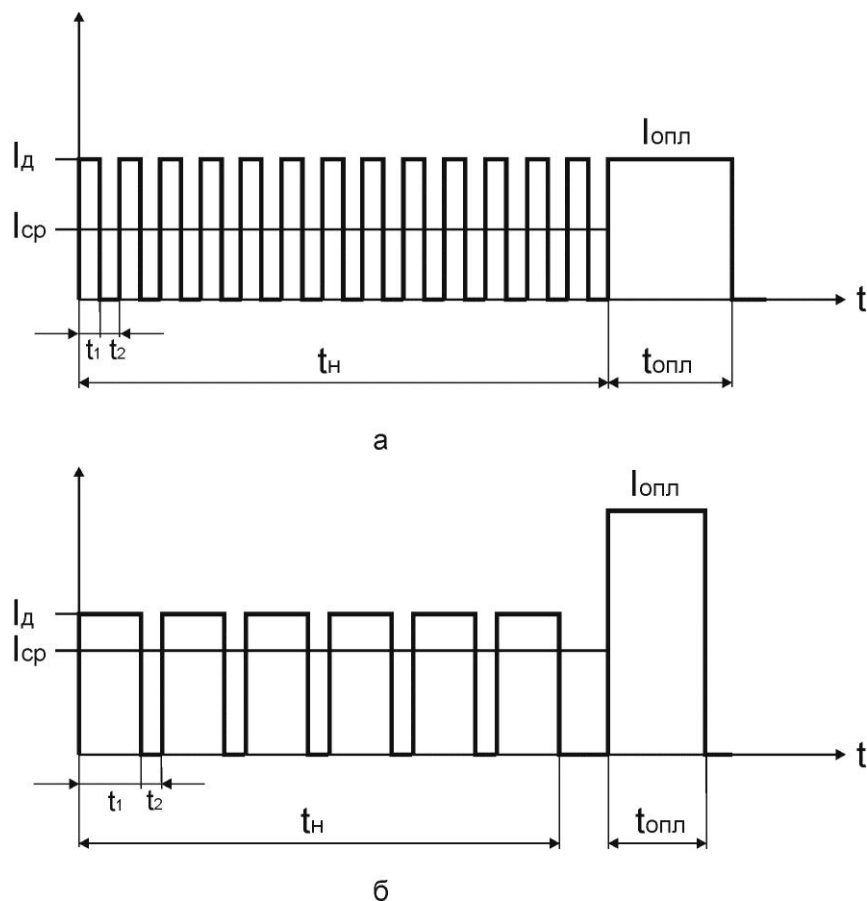 Iопл
Iд
Iср
t
t1 t2
tн
tопл
а
Iопл
Iд
Iср
t
t1 t2
tн
tопл
б